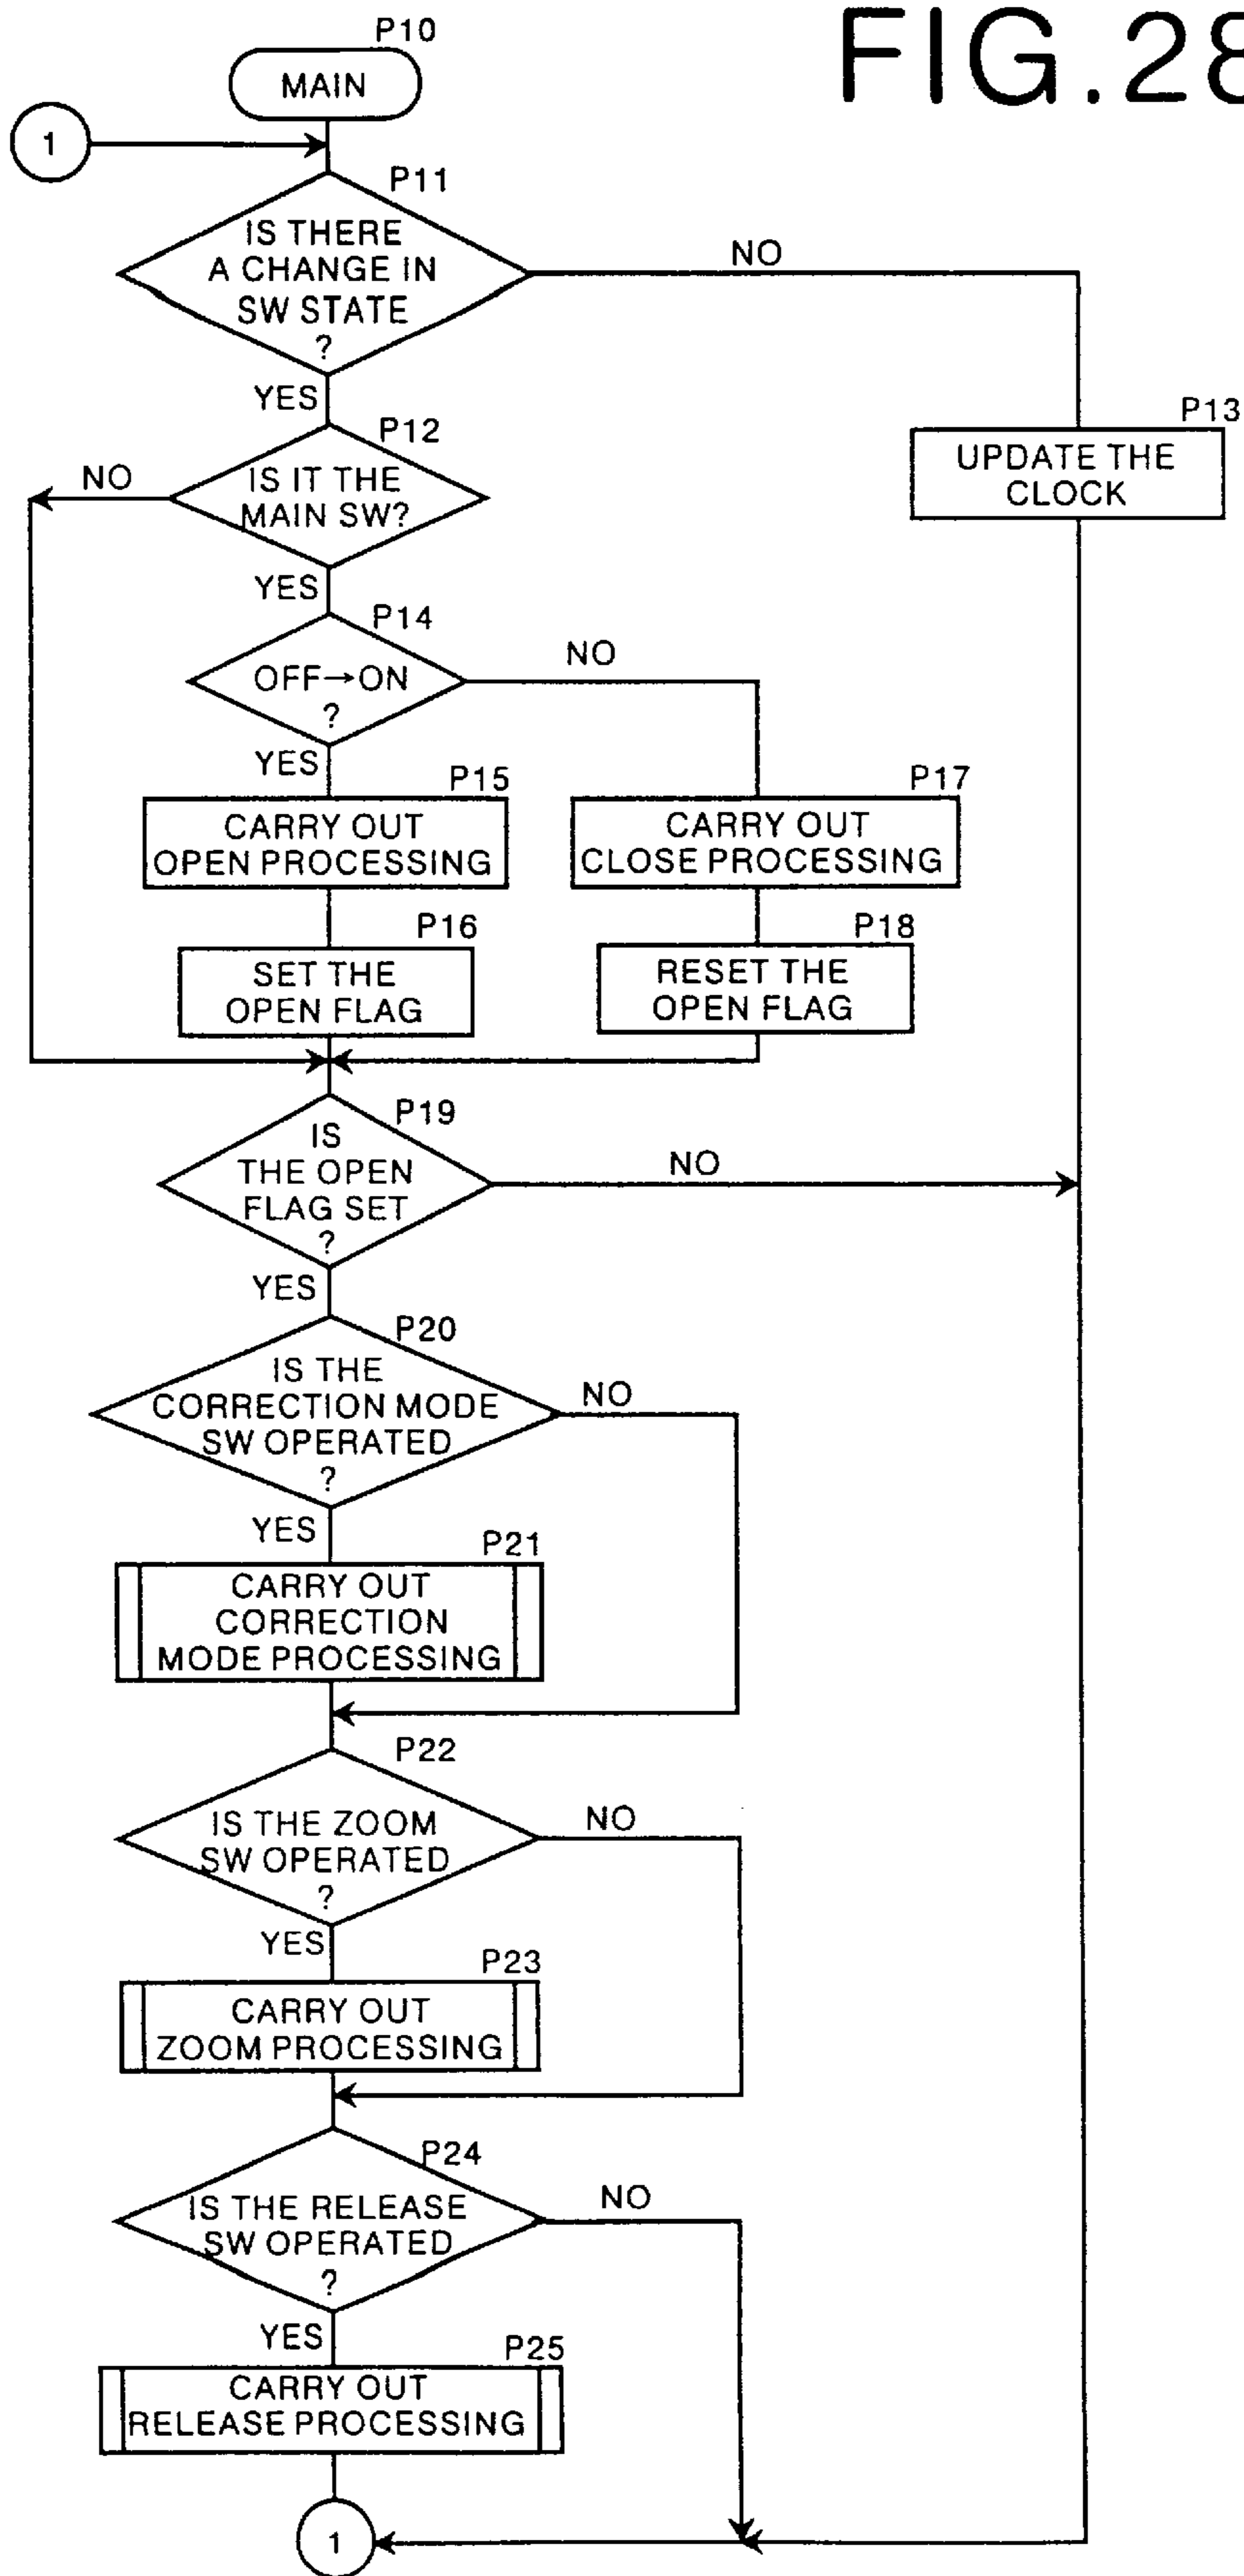 FIG.28
P10
MAIN
1
P11
IS THERE
A CHANGE IN
SW STATE
?
NO
YES
P12
IS IT THE
MAIN SW?
NO
P13
UPDATE THE
CLOCK
YES
P14
OFF→ON
?
NO
YES
P15
CARRY OUT
OPEN PROCESSING
P17
CARRY OUT
CLOSE PROCESSING
P16
SET THE
OPEN FLAG
P18
RESET THE
OPEN FLAG
P19
IS
THE OPEN
FLAG SET
?
NO
YES
P20
IS THE
CORRECTION MODE
SW OPERATED
?
NO
YES
P21
CARRY OUT
CORRECTION
MODE PROCESSING
P22
IS THE ZOOM
SW OPERATED
?
NO
YES
P23
CARRY OUT
ZOOM PROCESSING
P24
IS THE RELEASE
SW OPERATED
?
NO
YES
P25
CARRY OUT
RELEASE PROCESSING
1